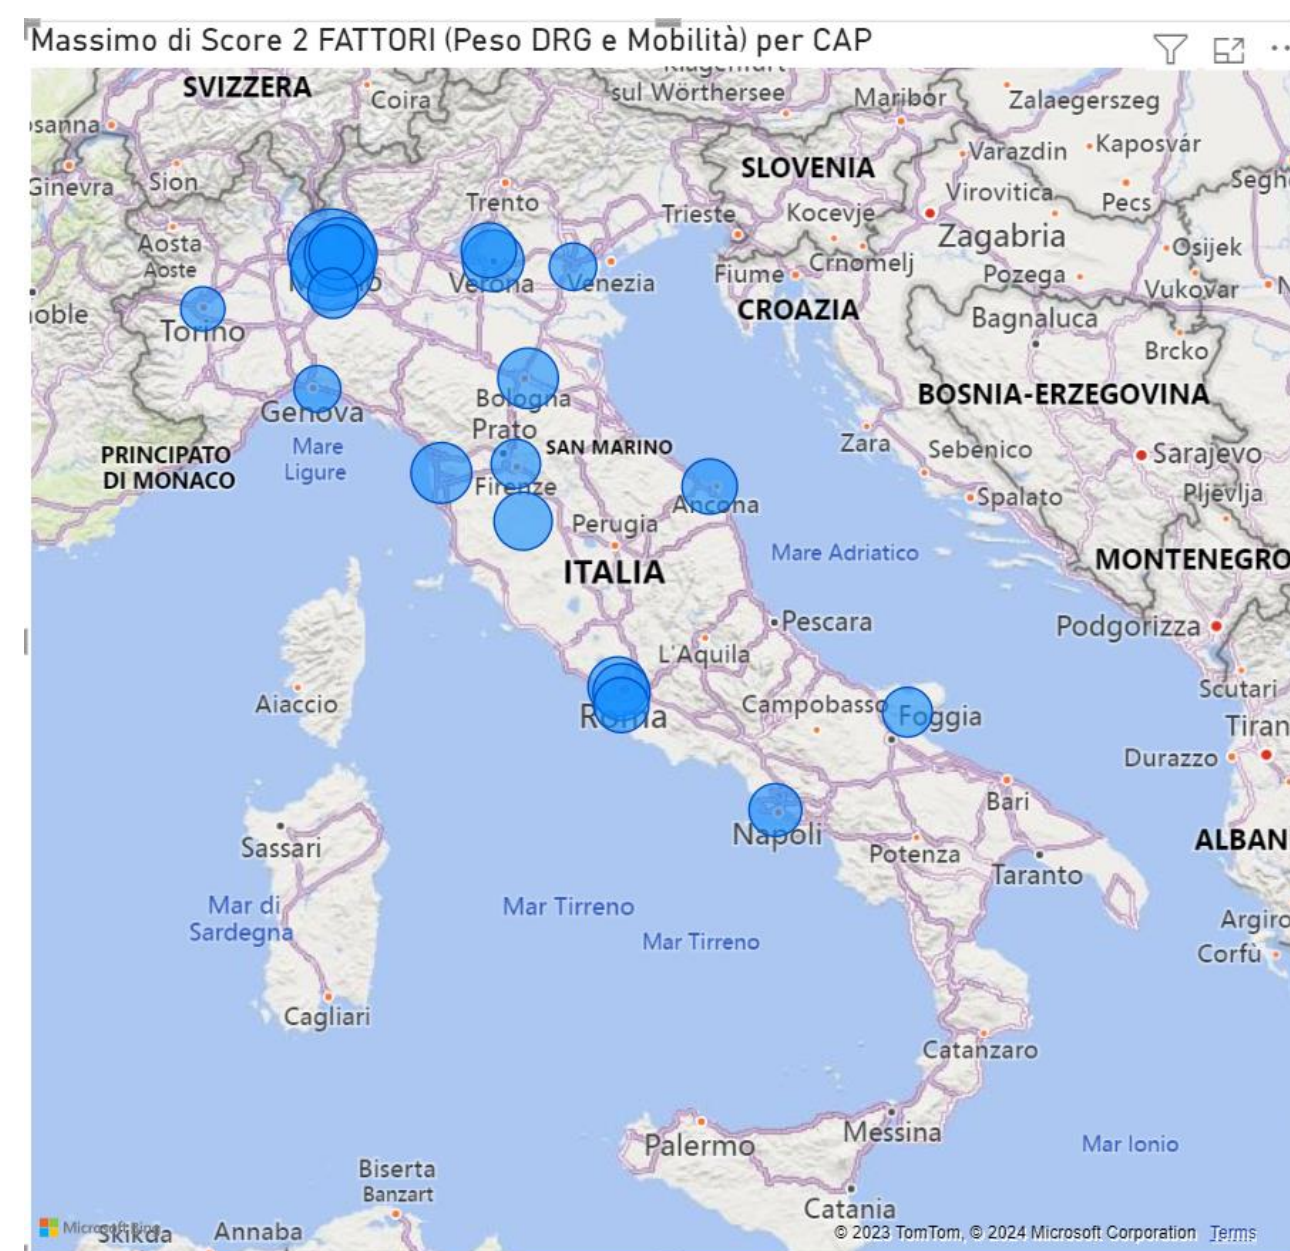 Massimo di Score 2 FATTORI (Peso DRG e Mobilità) per CAP
SVIZZERA
Coira
sul Wörthersee
Maribor
Zalaegerszeg
Varazdin
Kaposvár
Ginevra
Sion
SLOVENIA
Virovitica
Pecs
Trento
Trieste
Kocevje
Zagabria
Osijek
Aosta
Aoste
Crnomelj
Fiume
Pozega
Verona
Venezia
Vukovar
CROAZIA
Bagnaluca
Torino
Brcko
BOSNIA-ERZEGOVINA
Bologna
Genova
Prato
SAN MARINO
Zara
Sebenico
Sarajevo
PRINCIPATO
DI MONACO
Mare
Ligure
Firenze
Ancona
Spalato
Pljevlja
Perugia
Mare Adriatico
MONTENEGRO
ITALIA
Pescara
Podgorizza
L'Aquila
Scutari
Aiaccio
Campobasso
Foggia
Roma
Tiran
Durazzo
Bari
Napoli
Sassari
Potenza
Taranto
ALBAN
Mar di
Sardegna
Mar Tirreno
Mar Tirreno
Argiro
Corfù
Cagliari
Catanzaro
Palermo
Messina
Mar Ionio
Biserta
Banzart
Catania
Microsoft Bing
Skikda
Annaba
© 2023 TomTom, © 2024 Microsoft Corporation Terms